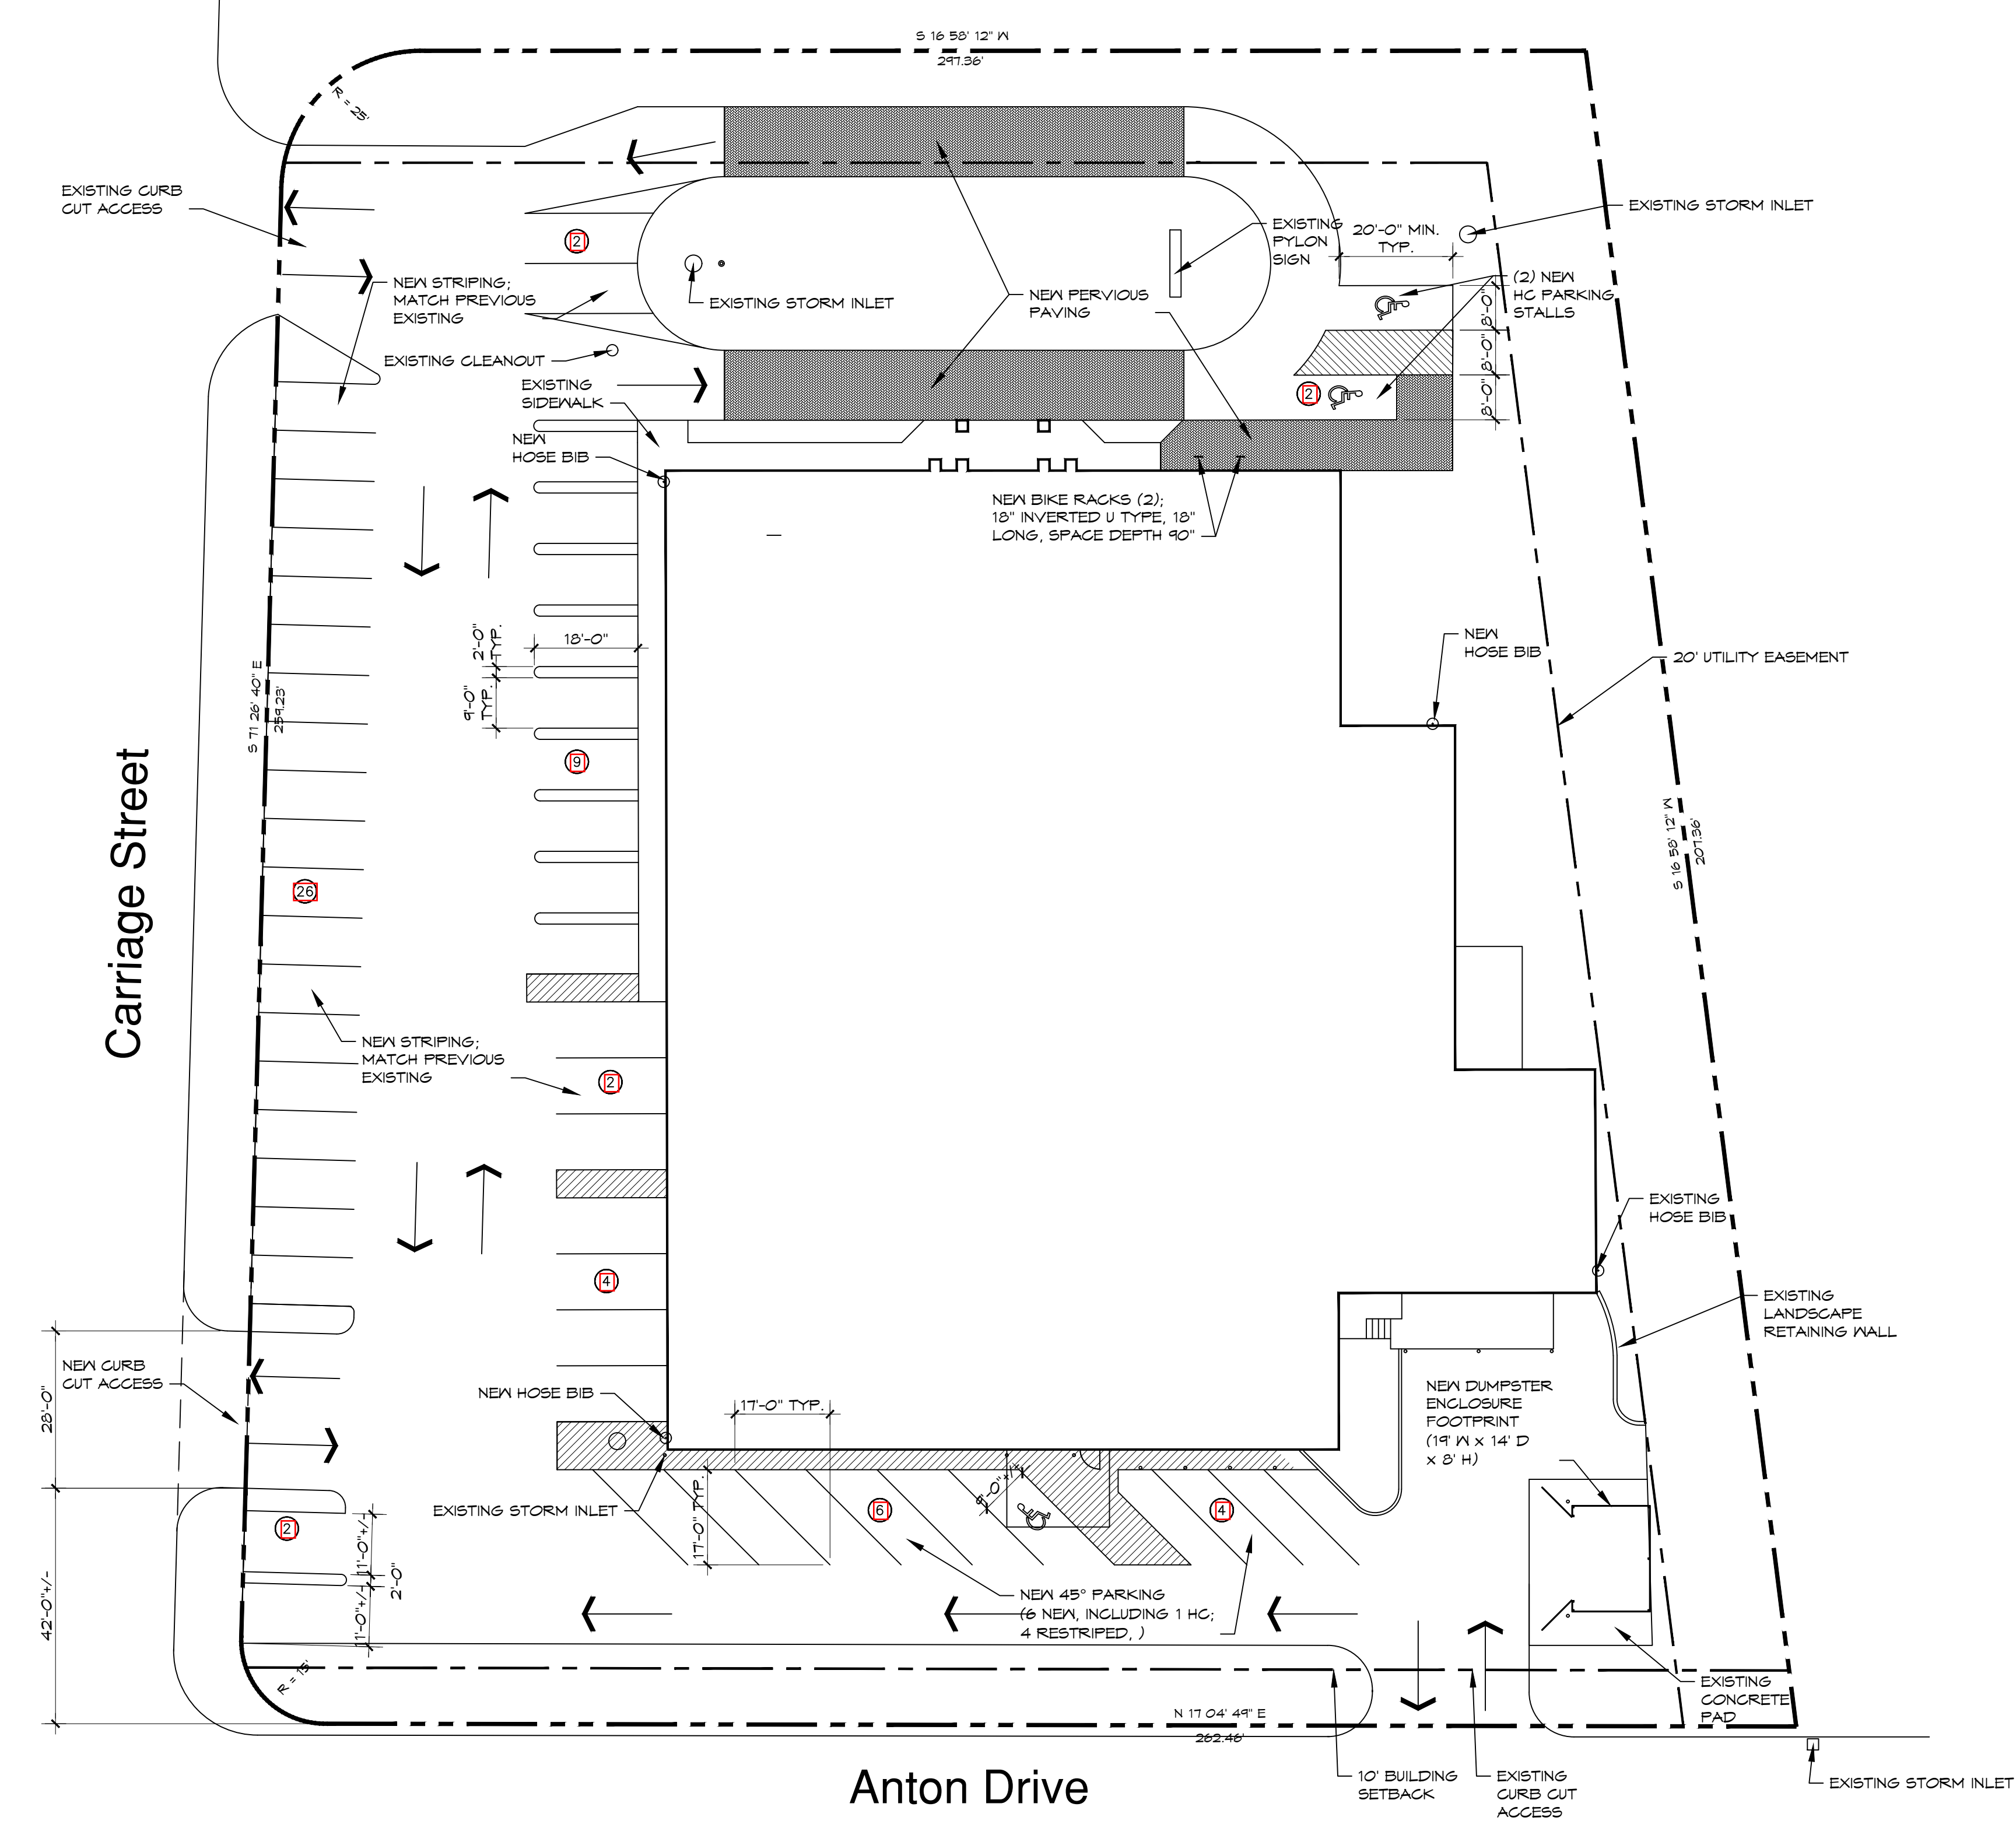 S 16 58' 12" W
297.36'
R = 25'
EXISTING CURB
CUT ACCESS
EXISTING STORM INLET
2
EXISTING
PYLON
SIGN
20'-0" MIN.
TYP.
NEW STRIPING;
MATCH PREVIOUS
EXISTING
EXISTING STORM INLET
NEW PERVIOUS
PAVING
(2) NEW
HC PARKING
STALLS
8'-0"
8'-0"
8'-0"
EXISTING CLEANOUT
EXISTING
SIDEWALK
2
NEW
HOSE BIB
NEW BIKE RACKS (2);
18" INVERTED U TYPE, 18"
LONG, SPACE DEPTH 90"
2'-0"
TYP.
18'-0"
9'-0"
TYP.
NEW
HOSE BIB
20' UTILITY EASEMENT
S 71 26' 40" E
259.23'
9
Carriage Street
S 16 58' 12" W
207.36'
26
NEW STRIPING;
MATCH PREVIOUS
EXISTING
2
EXISTING
HOSE BIB
4
EXISTING
LANDSCAPE
RETAINING WALL
NEW CURB
CUT ACCESS
28'-0"
NEW HOSE BIB
17'-0" TYP.
NEW DUMPSTER
ENCLOSURE
FOOTPRINT
(19' W x 14' D
x 8' H)
EXISTING STORM INLET
17'-0" TYP.
6
4
2
11'-0"+/-
2'-0"
11'-0"+/-
42'-0"+/-
NEW 45° PARKING
(6 NEW, INCLUDING 1 HC;
4 RESTRIPED, )
R = 15'
EXISTING
CONCRETE
PAD
N 17 04' 49" E
262.46'
Anton Drive
10' BUILDING
SETBACK
EXISTING
CURB CUT
ACCESS
EXISTING STORM INLET